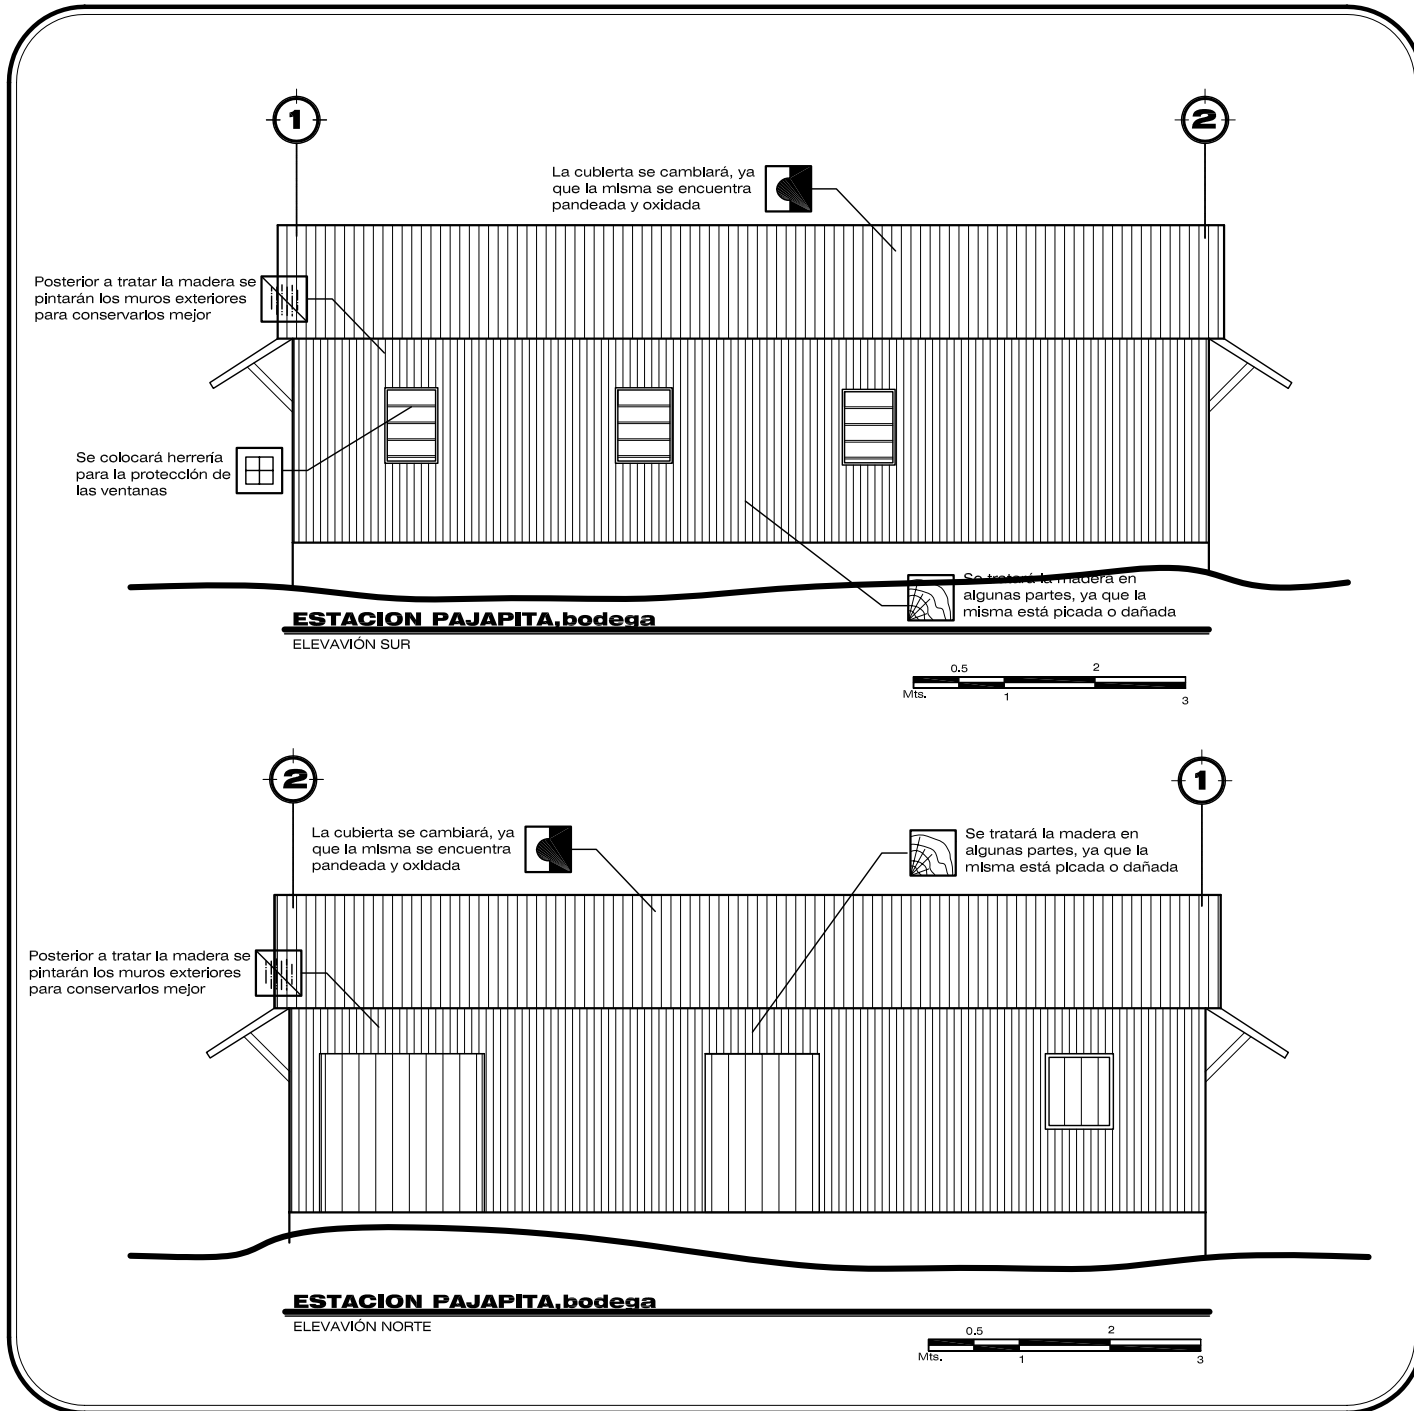 1
2
La cubierta se cambiará, ya
que la misma se encuentra
pandeada y oxidada
Posterior a tratar la madera se
pintarán los muros exteriores
para conservarlos mejor
Se colocará herrería
para la protección de
las ventanas
Se tratará la madera en
algunas partes, ya que la
misma está picada o dañada
ESTACION PAJAPITA,bodega
ELEVAVIÓN SUR
0.5 2
Mts. 1 3
2
1
La cubierta se cambiará, ya
que la misma se encuentra
pandeada y oxidada
Se tratará la madera en
algunas partes, ya que la
misma está picada o dañada
Posterior a tratar la madera se
pintarán los muros exteriores
para conservarlos mejor
ESTACION PAJAPITA,bodega
ELEVAVIÓN NORTE
0.5 2
Mts. 1 3